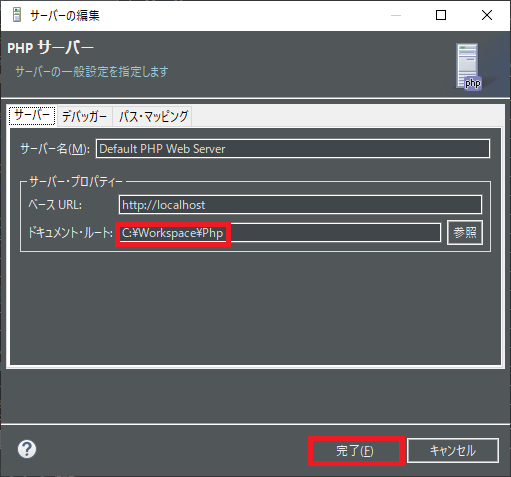 サーバーの編集
PHP サーバー
サーバーの一般設定を指定します
php
サーバー デバッガー パス・マッピング
サーバー名(M): Default PHP Web Server
サーバー・プロパティー
ベース URL: http://localhost
ドキュメント・ルート: C:¥Workspace¥Php 参照
? 完了(F) キャンセル